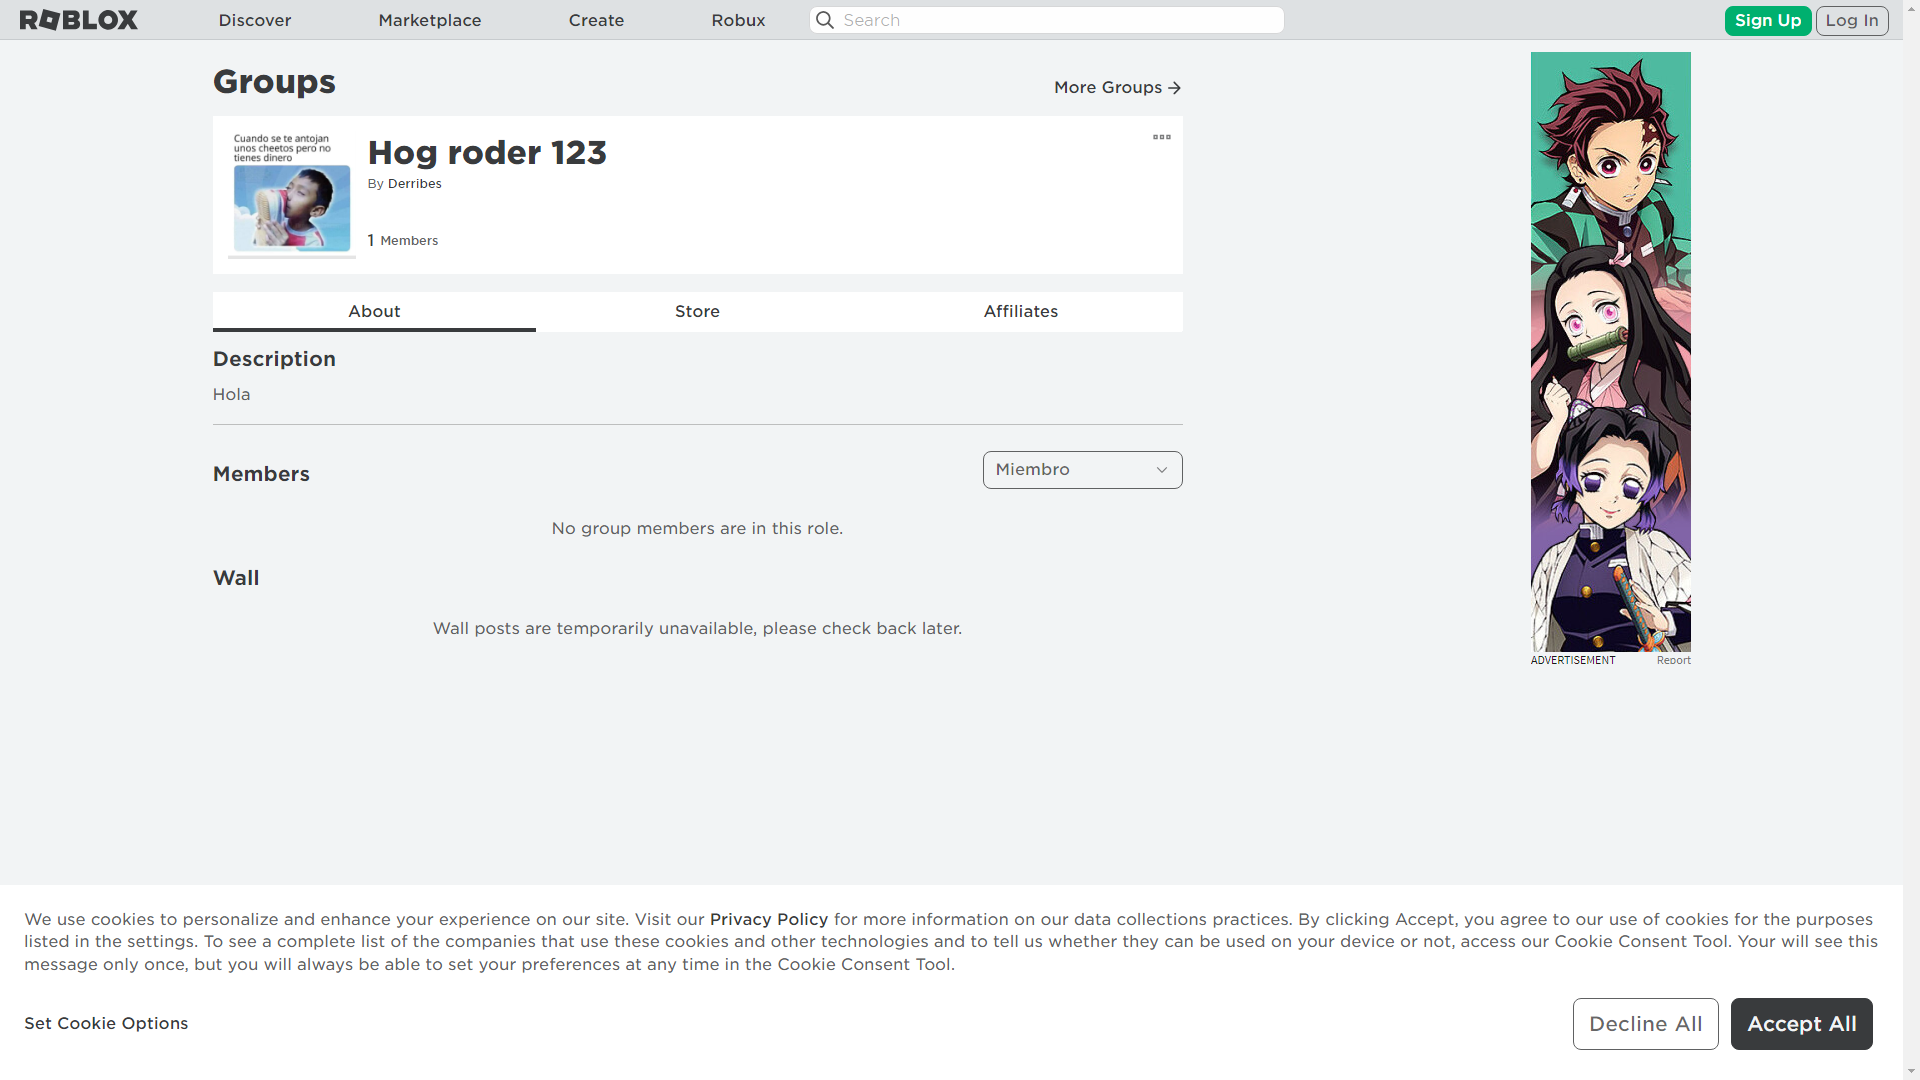 ROBLOX
Discover
Marketplace
Create
Robux
Search
Sign Up
Log In
Groups
More Groups
Cuando se te antojan
unos cheetos pero no
tienes dinero
Hog roder 123
By Derribes
1 Members
About
Store
Affiliates
Description
Hola
Members
Miembro
No group members are in this role.
Wall
Wall posts are temporarily unavailable, please check back later.
ADVERTISEMENT
Report
We use cookies to personalize and enhance your experience on our site. Visit our Privacy Policy for more information on our data collections practices. By clicking Accept, you agree to our use of cookies for the purposes
listed in the settings. To see a complete list of the companies that use these cookies and other technologies and to tell us whether they can be used on your device or not, access our Cookie Consent Tool. Your will see this
message only once, but you will always be able to set your preferences at any time in the Cookie Consent Tool.
Set Cookie Options
Decline All
Accept All